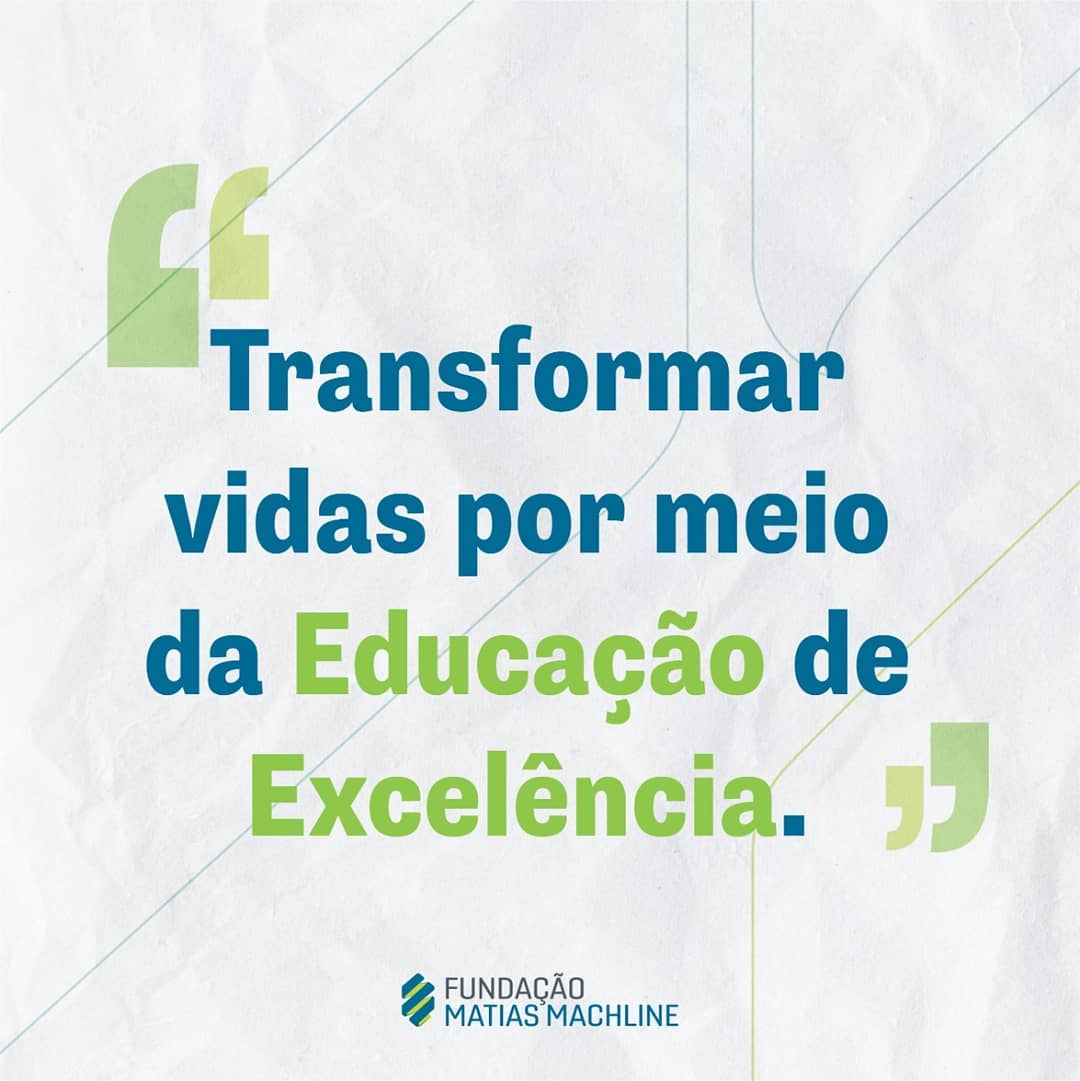 “Transformar
vidas por meio
da Educação de
Excelência.”
FUNDAÇÃO
MATIAS MACHLINE